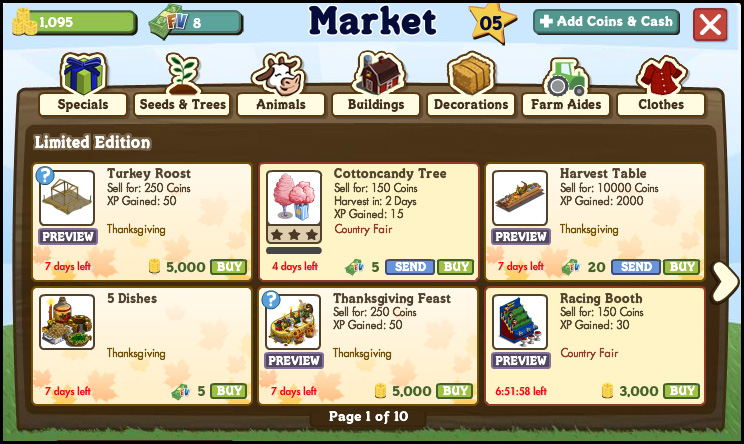 1,095
FV 8
Market
05
+ Add Coins & Cash
Specials
Seeds & Trees
Animals
Buildings
Decorations
Farm Aides
Clothes
Limited Edition
?
Turkey Roost
Sell for: 250 Coins
XP Gained: 50
PREVIEW
Thanksgiving
7 days left
5,000
BUY
Cottoncandy Tree
Sell for: 150 Coins
Harvest in: 2 Days
XP Gained: 15
Country Fair
4 days left
FV 5
SEND
BUY
Harvest Table
Sell for: 10000 Coins
XP Gained: 2000
PREVIEW
Thanksgiving
7 days left
FV 20
SEND
BUY
5 Dishes
Thanksgiving
7 days left
FV 5
BUY
?
Thanksgiving Feast
Sell for: 250 Coins
XP Gained: 50
PREVIEW
Thanksgiving
7 days left
5,000
BUY
Racing Booth
Sell for: 150 Coins
XP Gained: 30
PREVIEW
Country Fair
6:51:58 left
3,000
BUY
Page 1 of 10